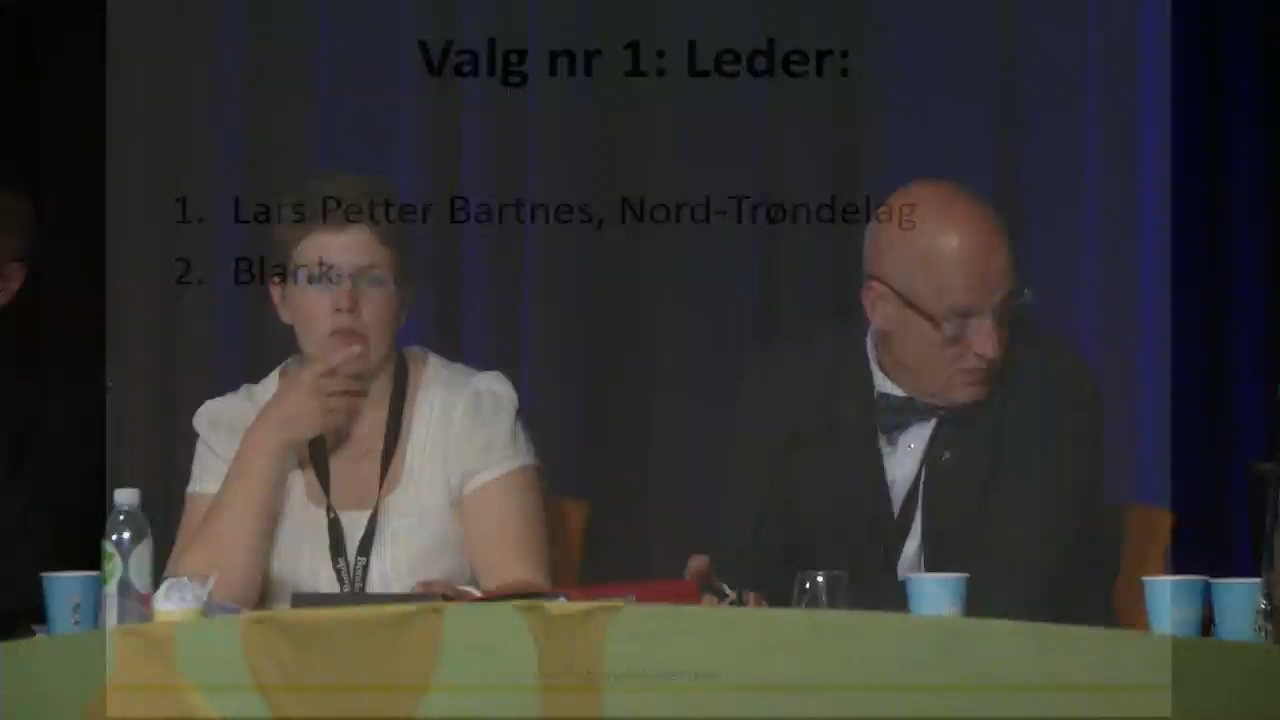 Valg nr 1: Leder:
1. Lars Petter Bartnes, Nord-Trøndelag
2. Blank